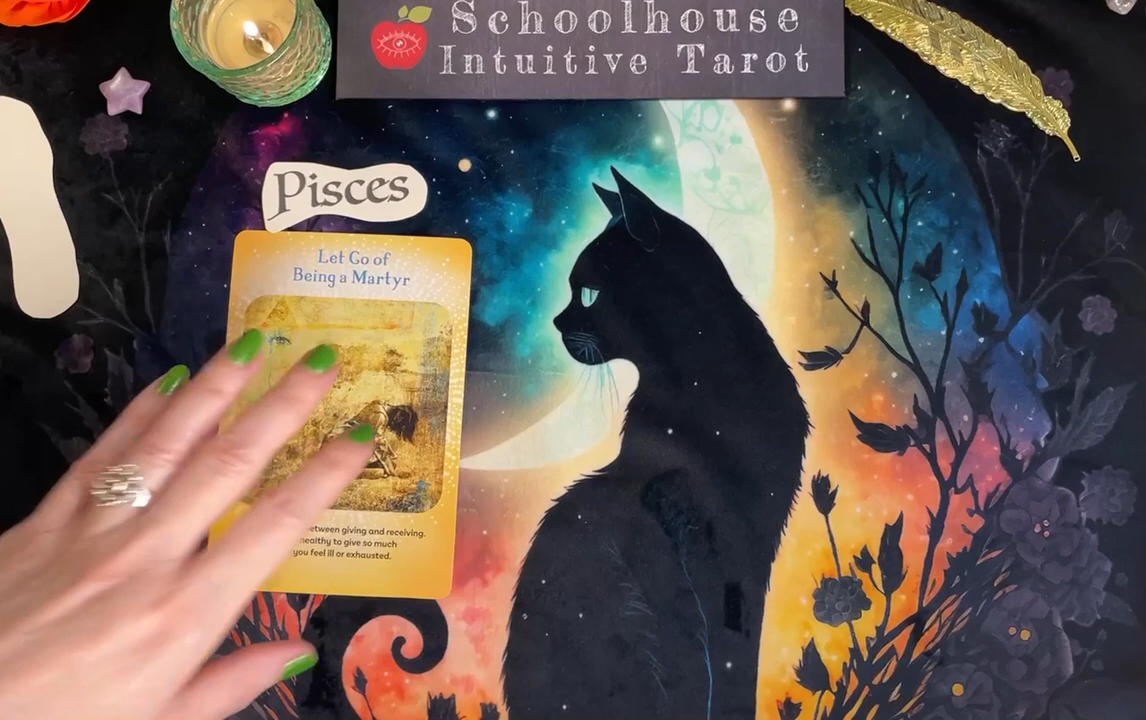 Schoolhouse
Intuitive Tarot
Pisces
Let Go of
Being a Martyr
between giving and receiving.
healthy to give so much
you feel ill or exhausted.